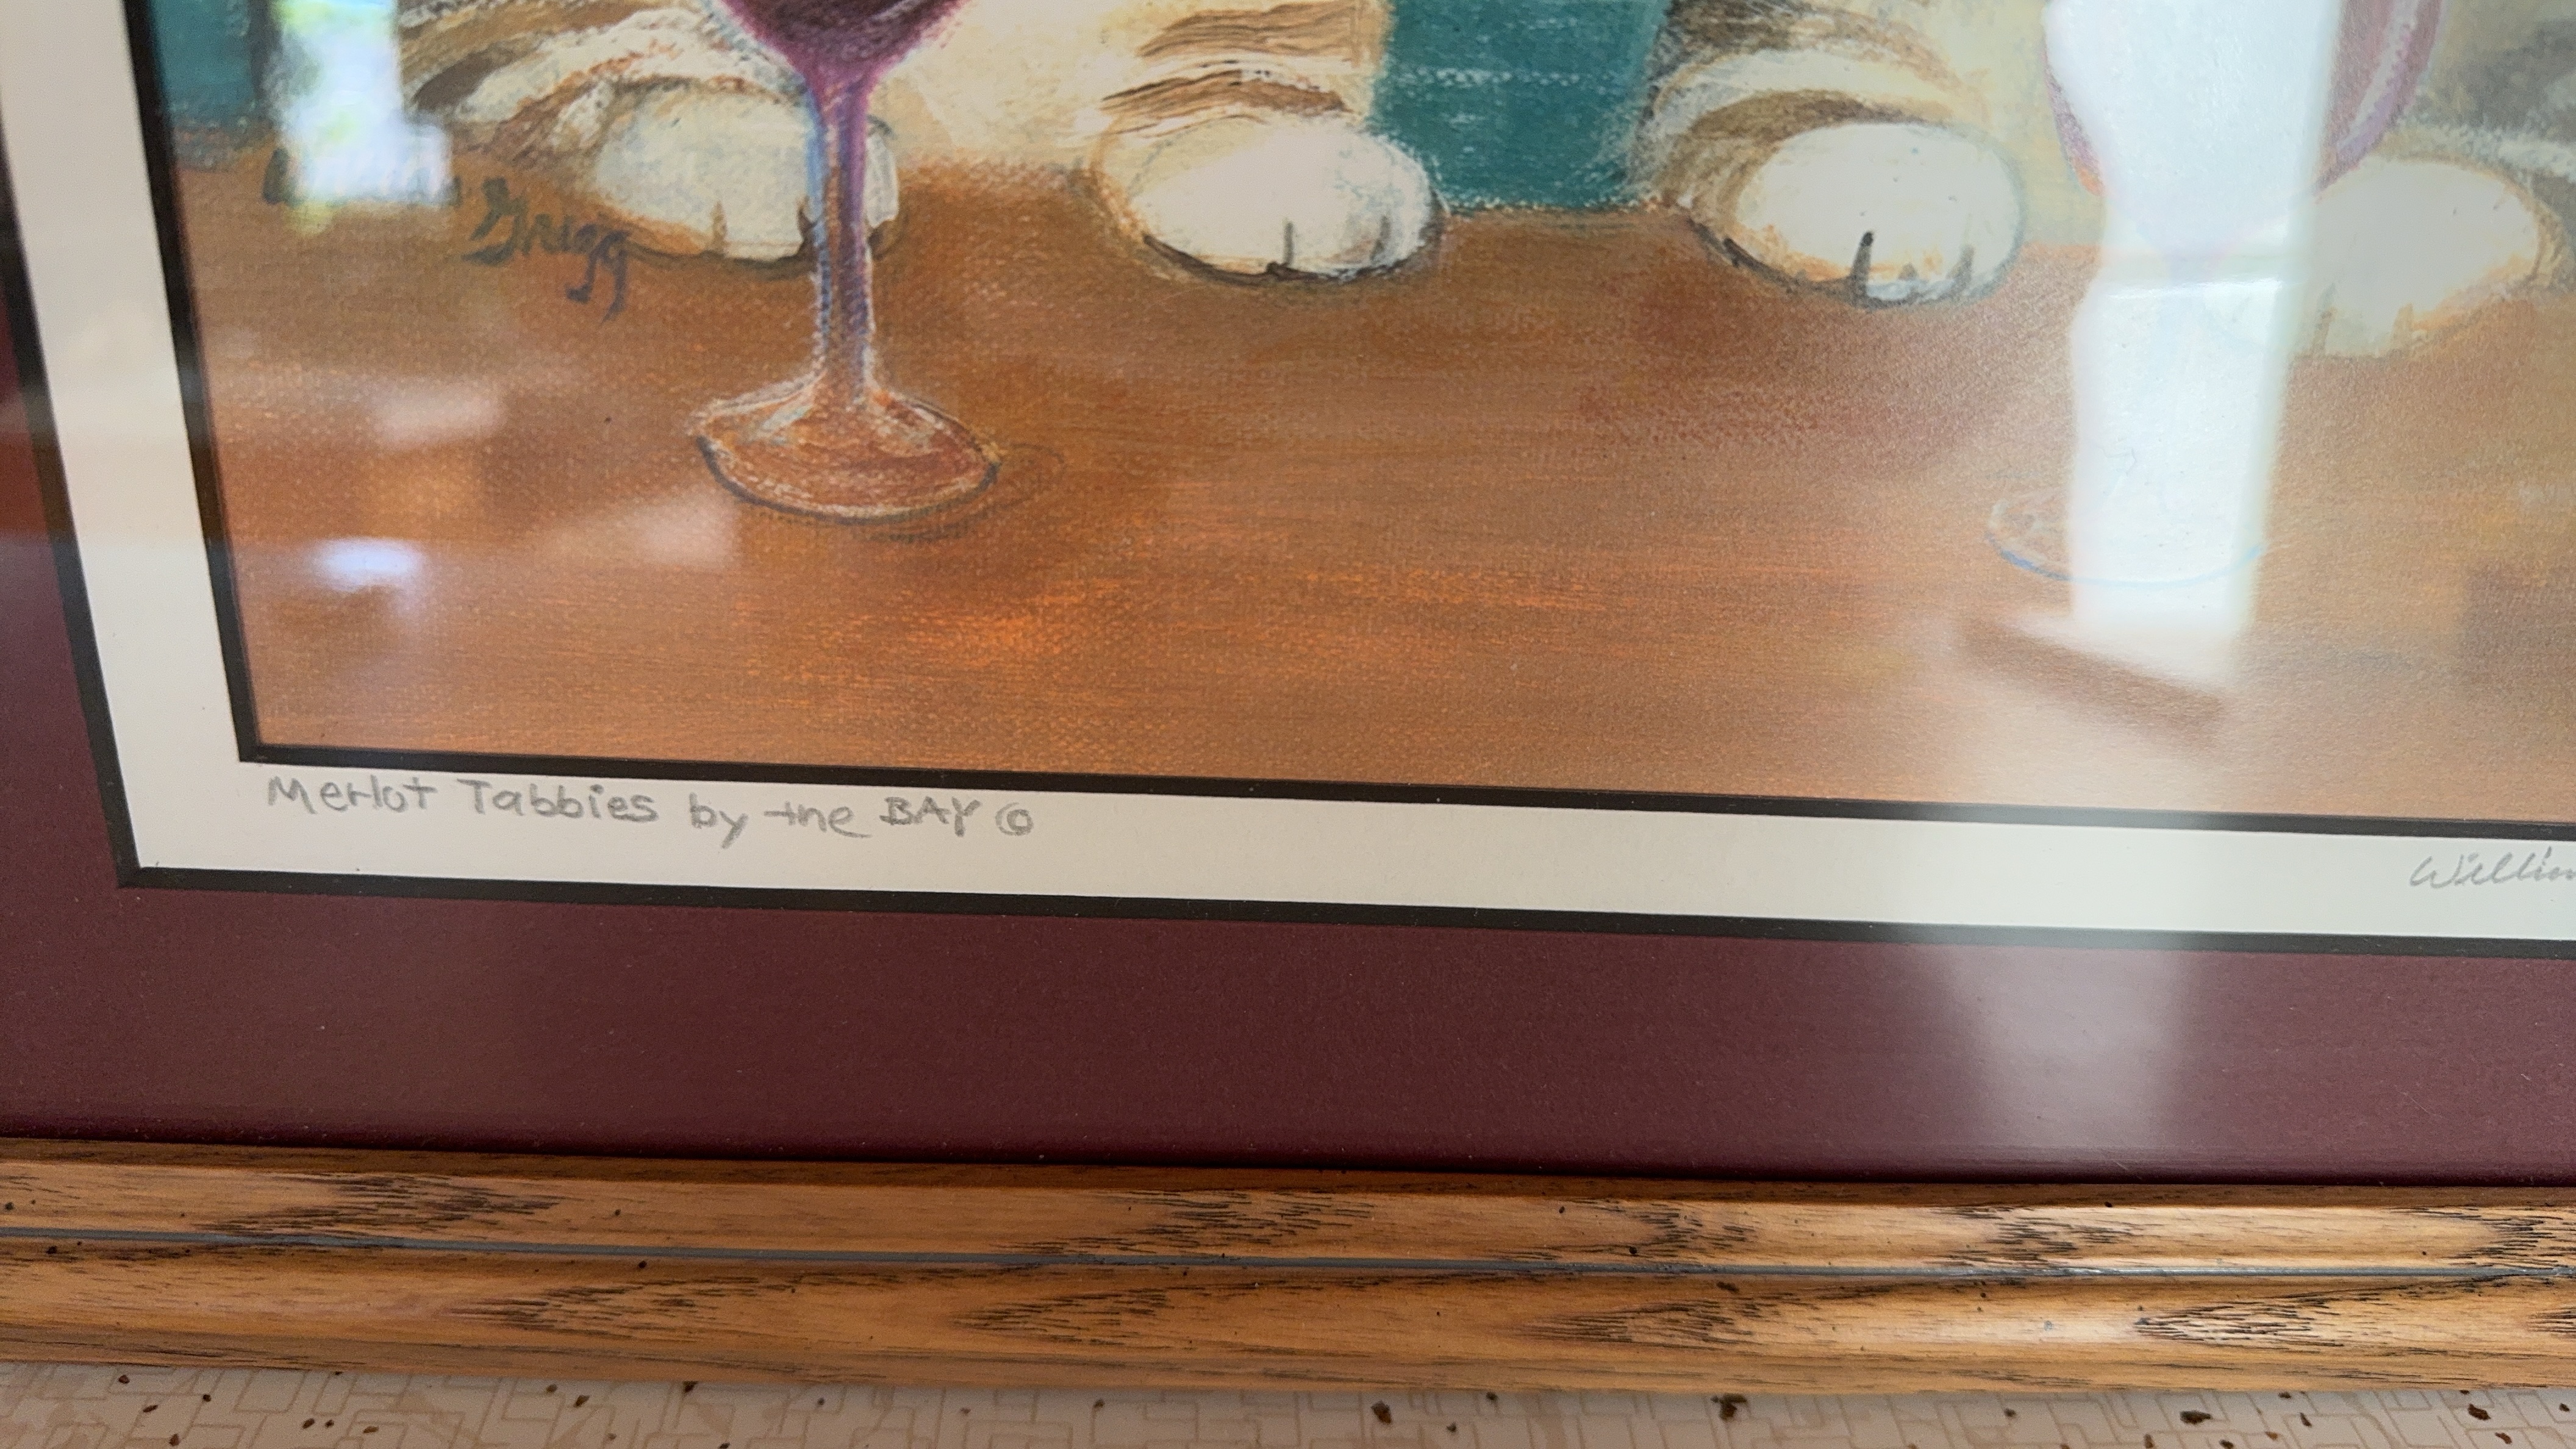 Grigg
Merlot Tabbies by the BAY ©